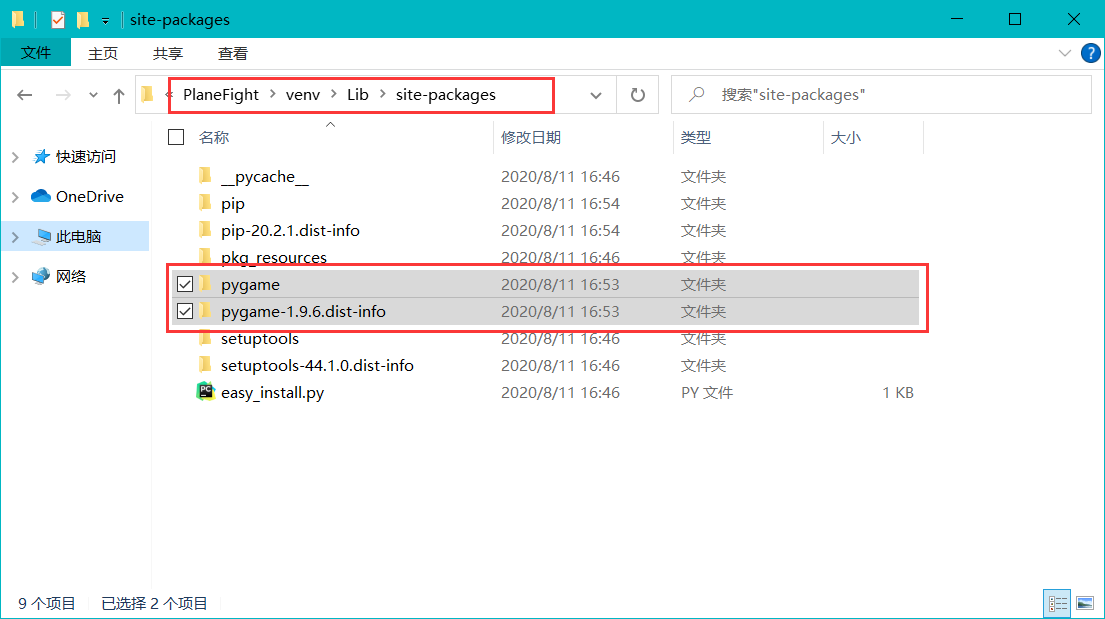 site-packages
文件 主页 共享 查看
« PlaneFight > venv > Lib > site-packages 搜索"site-packages"
名称 修改日期 类型 大小
快速访问
OneDrive
此电脑
网络
__pycache__ 2020/8/11 16:46 文件夹
pip 2020/8/11 16:54 文件夹
pip-20.2.1.dist-info 2020/8/11 16:54 文件夹
pkg_resources 2020/8/11 16:46 文件夹
pygame 2020/8/11 16:53 文件夹
pygame-1.9.6.dist-info 2020/8/11 16:53 文件夹
setuptools 2020/8/11 16:46 文件夹
setuptools-44.1.0.dist-info 2020/8/11 16:46 文件夹
easy_install.py 2020/8/11 16:46 PY 文件 1 KB
9 个项目 已选择 2 个项目